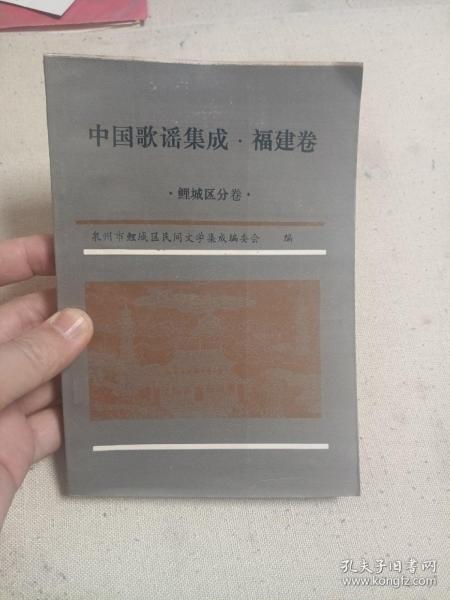 中国歌谣集成·福建卷
·鲤城区分卷·
泉州市鲤城区民间文学集成编委会 编
孔夫子旧书网
www.kongfz.com